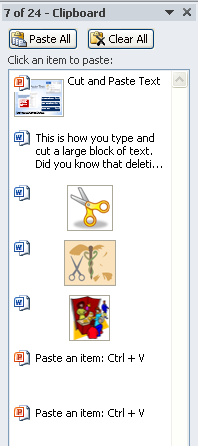 7 of 24 - Clipboard
Paste All
Clear All
Click an item to paste:
Cut and Paste Text
This is how you type and
cut a large block of text.
Did you know that deleti...
Paste an item: Ctrl + V
Paste an item: Ctrl + V